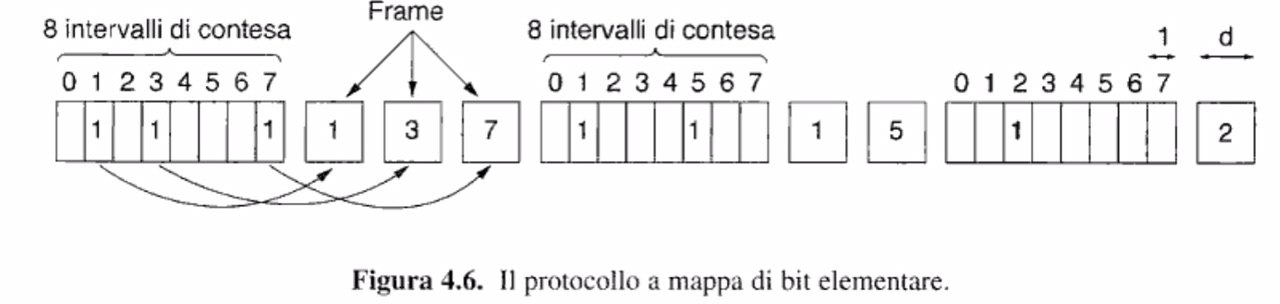 Frame
8 intervalli di contesa
8 intervalli di contesa
1 d
0 1 2 3 4 5 6 7
0 1 2 3 4 5 6 7
0 1 2 3 4 5 6 7
1 1 1
1 3 7
1 1
1 5
1
2
Figura 4.6. Il protocollo a mappa di bit elementare.